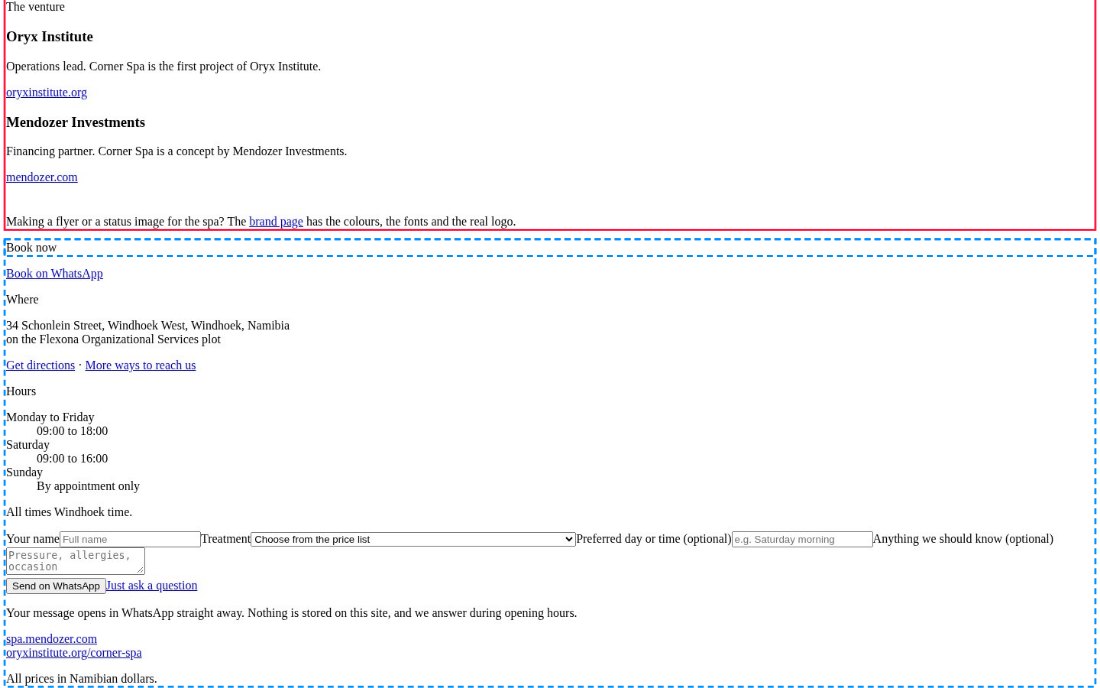 The venture
Oryx Institute
Operations lead. Corner Spa is the first project of Oryx Institute.
oryxinstitute.org
Mendozer Investments
Financing partner. Corner Spa is a concept by Mendozer Investments.
mendozer.com
Making a flyer or a status image for the spa? The brand page has the colours, the fonts and the real logo.
Book now
Book on WhatsApp
Where
34 Schonlein Street, Windhoek West, Windhoek, Namibia
on the Flexona Organizational Services plot
Get directions · More ways to reach us
Hours
Monday to Friday
09:00 to 18:00
Saturday
09:00 to 16:00
Sunday
By appointment only
All times Windhoek time.
Your name Full name Treatment Choose from the price list Preferred day or time (optional) e.g. Saturday morning Anything we should know (optional)
Pressure, allergies,
occasion
Send on WhatsApp Just ask a question
Your message opens in WhatsApp straight away. Nothing is stored on this site, and we answer during opening hours.
spa.mendozer.com
oryxinstitute.org/corner-spa
All prices in Namibian dollars.